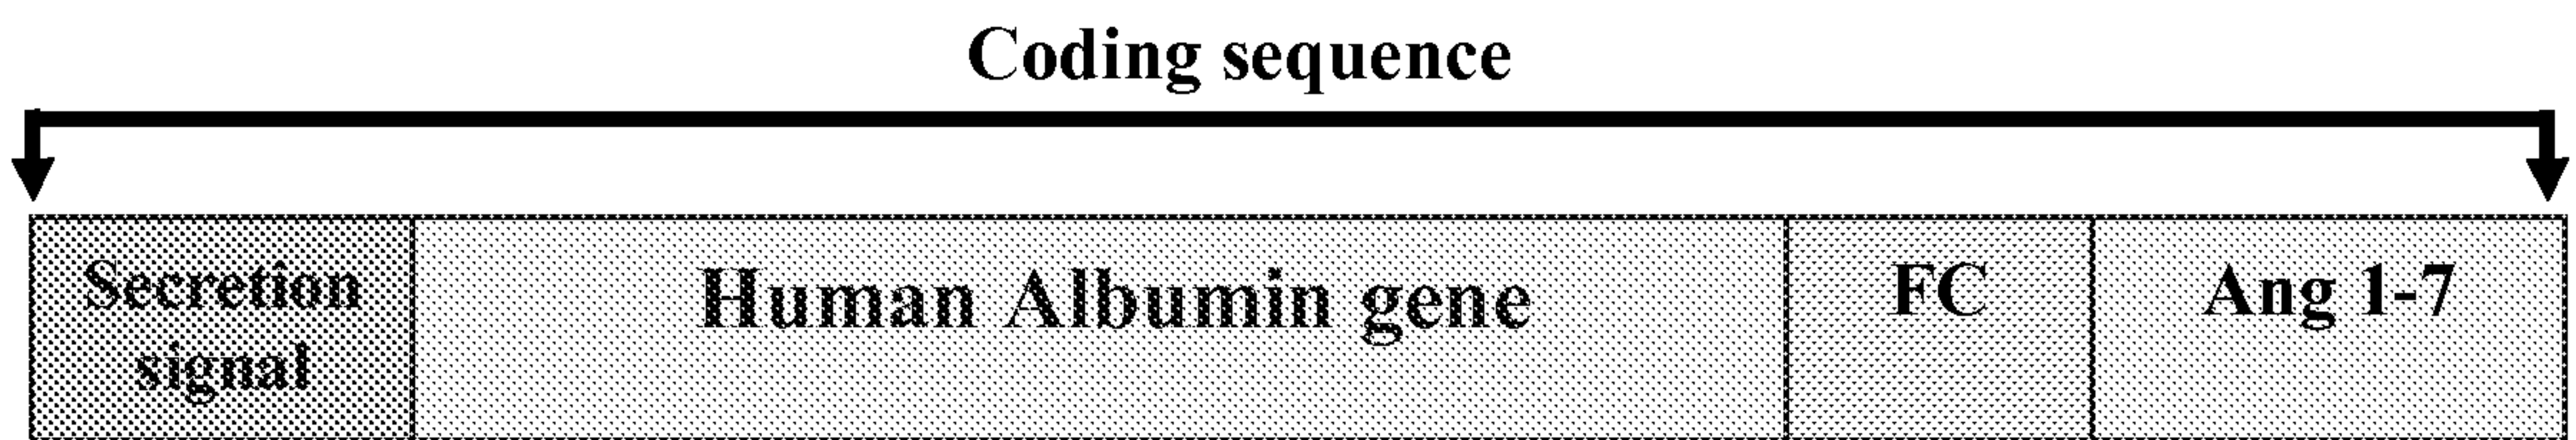 Coding sequence
Secretion
signal
Human Albumin gene
FC
Ang 1-7